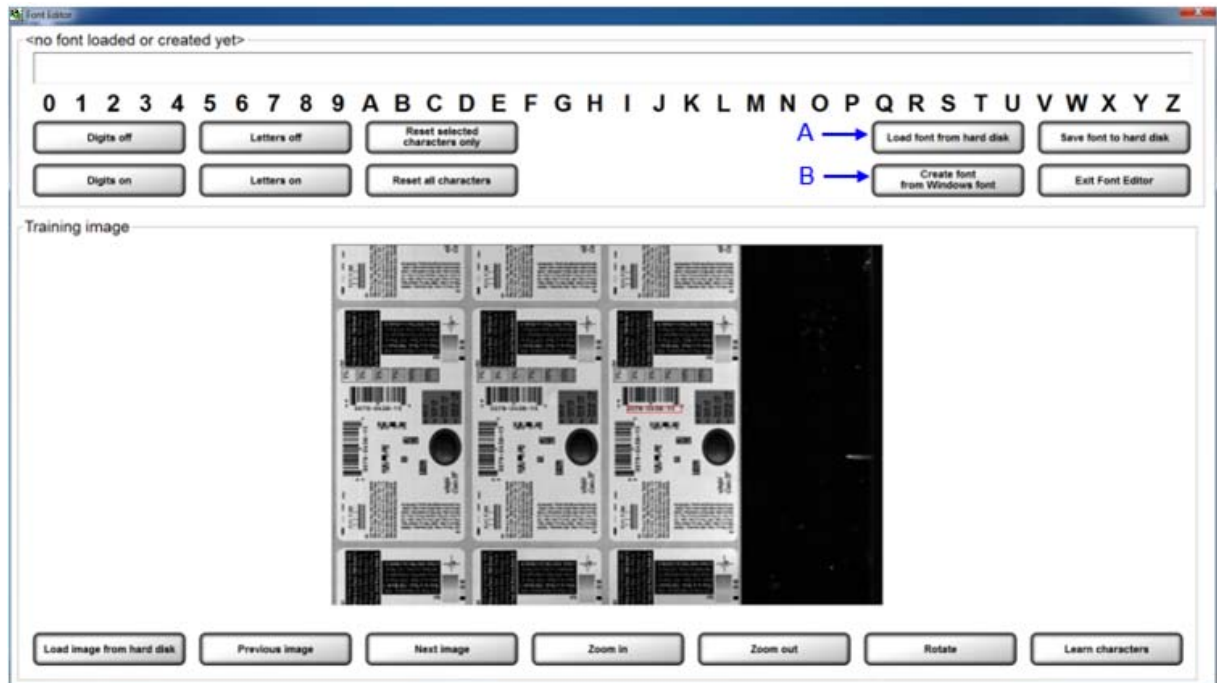 Font Editor
<no font loaded or created yet>
0 1 2 3 4 5 6 7 8 9 A B C D E F G H I J K L M N O P Q R S T U V W X Y Z
Digits off
Letters off
Reset selected
characters only
A
Load font from hard disk
Save font to hard disk
Digits on
Letters on
Reset all characters
B
Create font
from Windows font
Exit Font Editor
Training image
Load image from hard disk
Previous image
Next image
Zoom in
Zoom out
Rotate
Learn characters